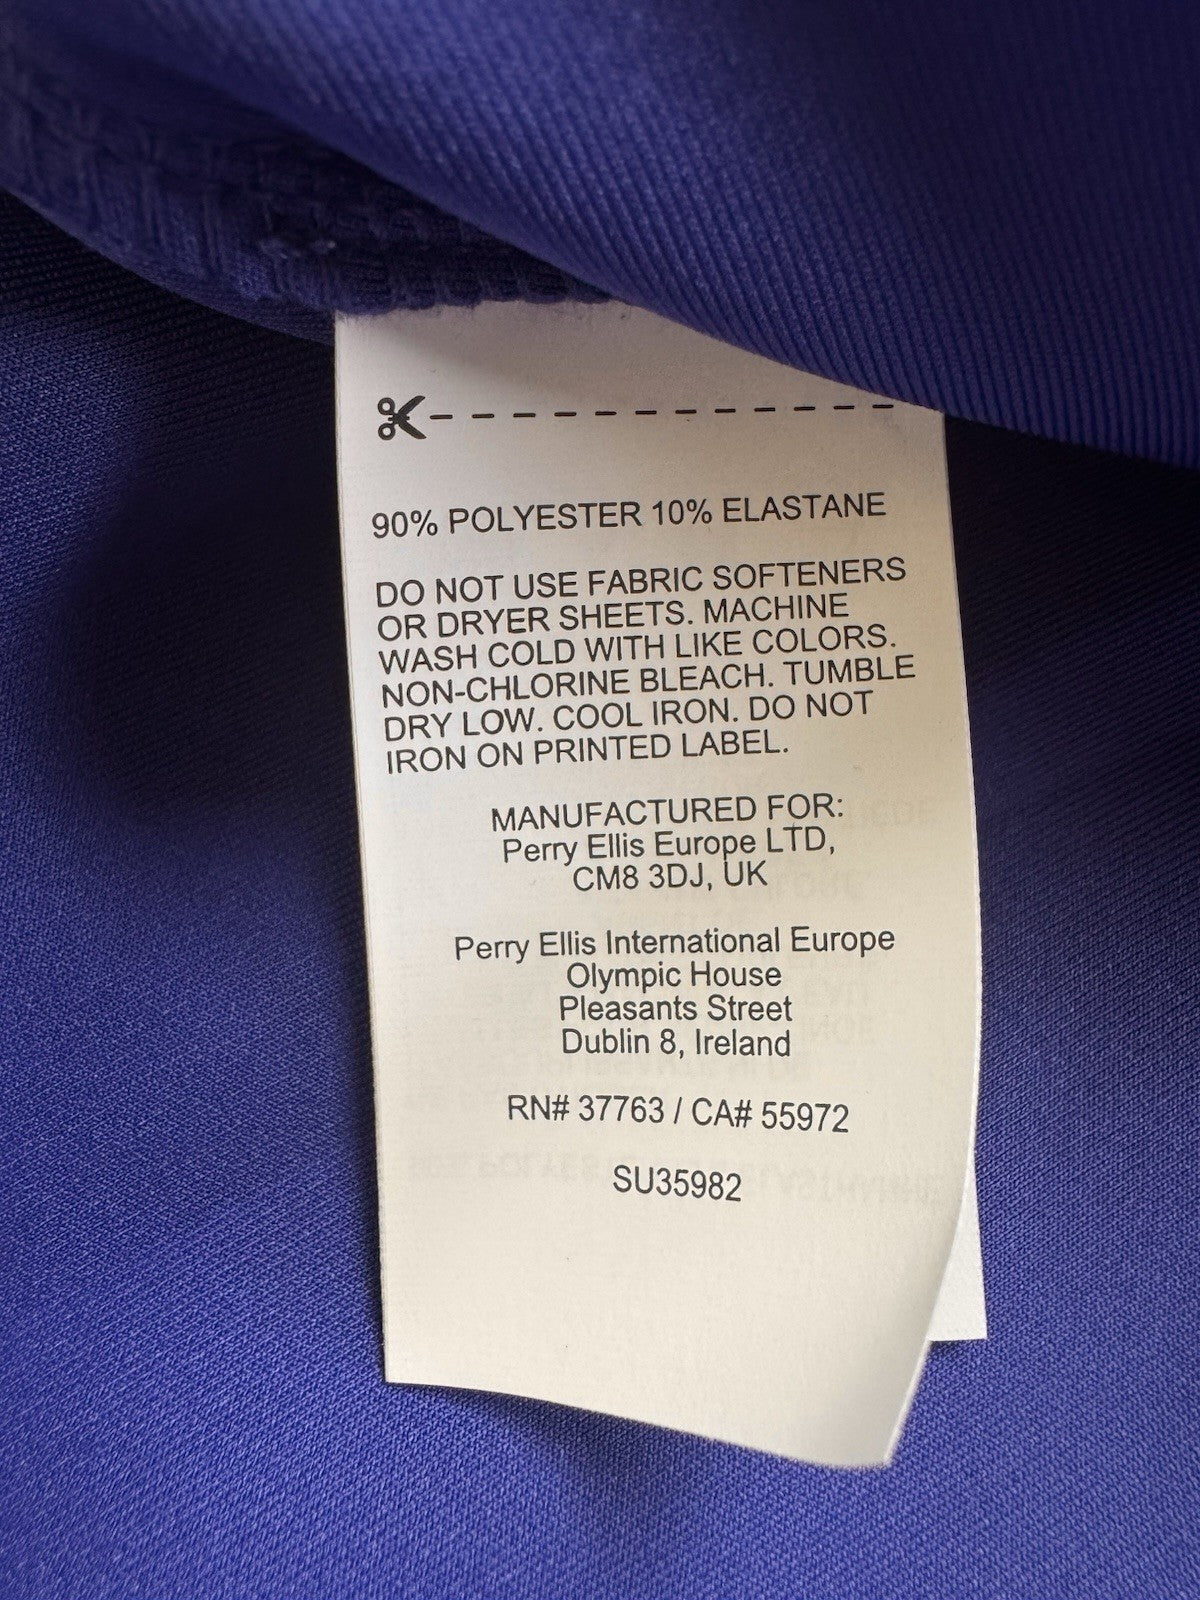 90% POLYESTER 10% ELASTANE
DO NOT USE FABRIC SOFTENERS
OR DRYER SHEETS. MACHINE
WASH COLD WITH LIKE COLORS.
NON-CHLORINE BLEACH. TUMBLE
DRY LOW. COOL IRON. DO NOT
IRON ON PRINTED LABEL.
MANUFACTURED FOR:
Perry Ellis Europe LTD,
CM8 3DJ, UK
Perry Ellis International Europe
Olympic House
Pleasants Street
Dublin 8, Ireland
RN# 37763 / CA# 55972
SU35982